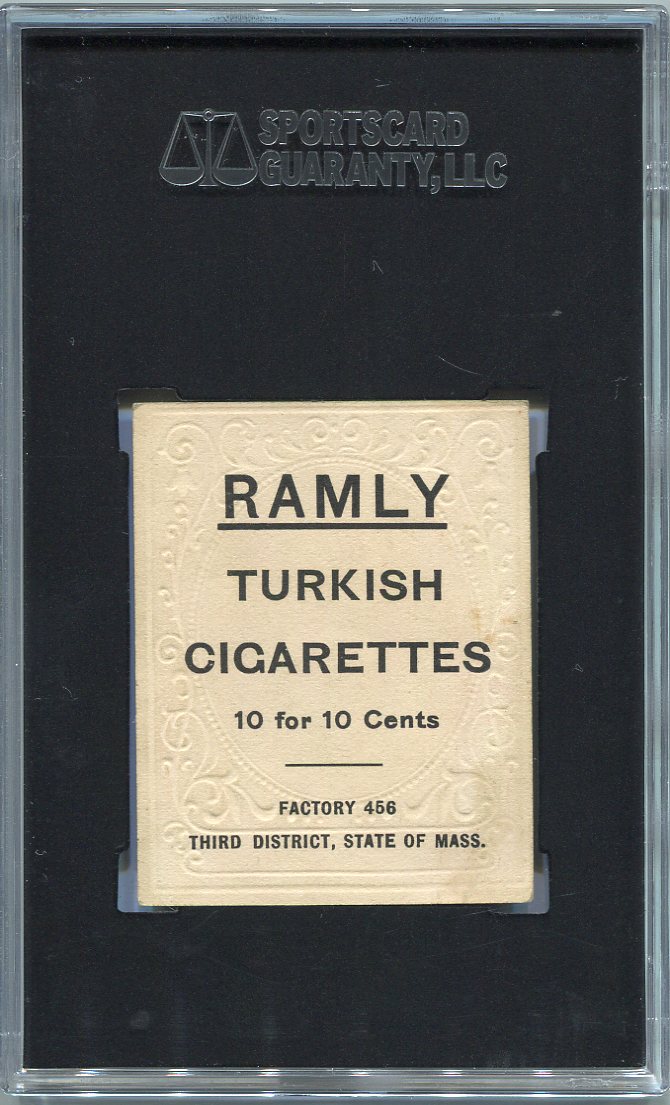 SPORTSCARD
GUARANTY, LLC
RAMLY
TURKISH
CIGARETTES
10 for 10 Cents
FACTORY 456
THIRD DISTRICT, STATE OF MASS.